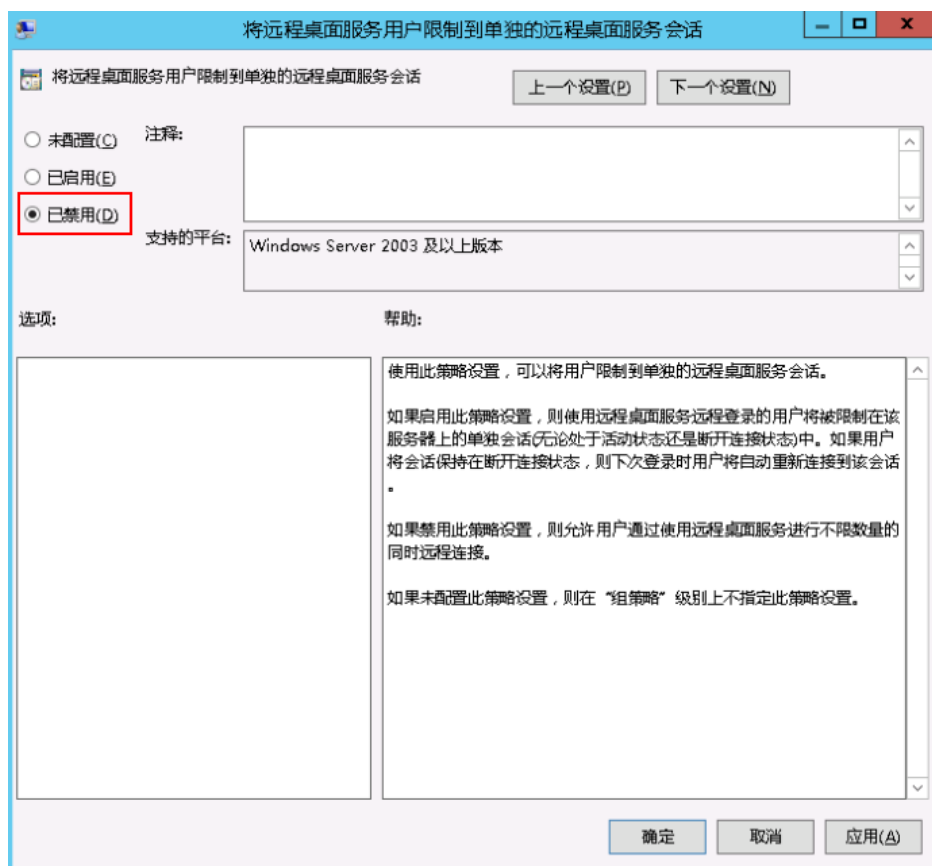 将远程桌面服务用户限制到单独的远程桌面服务会话
将远程桌面服务用户限制到单独的远程桌面服务会话
上一个设置(P)
下一个设置(N)
未配置(C)
注释:
已启用(E)
已禁用(D)
支持的平台:
Windows Server 2003 及以上版本
选项:
帮助:
使用此策略设置，可以将用户限制到单独的远程桌面服务会话。
如果启用此策略设置，则使用远程桌面服务远程登录的用户将被限制在该
服务器上的单独会话(无论处于活动状态还是断开连接状态)中。如果用户
将会话保持在断开连接状态，则下次登录时用户将自动重新连接到该会话
。
如果禁用此策略设置，则允许用户通过使用远程桌面服务进行不限数量的
同时远程连接。
如果未配置此策略设置，则在“组策略”级别上不指定此策略设置。
确定
取消
应用(A)